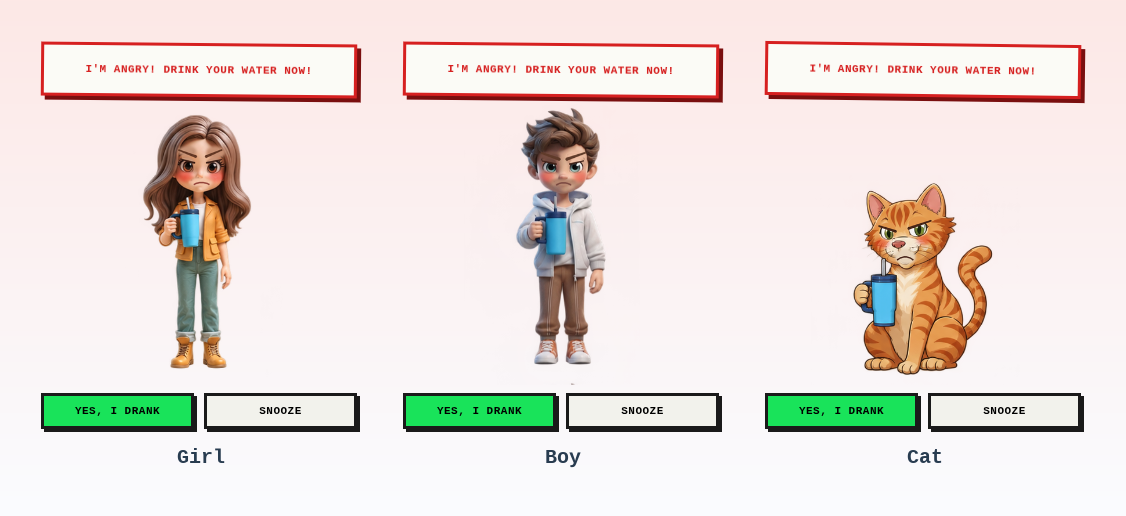 I'M ANGRY! DRINK YOUR WATER NOW!
I'M ANGRY! DRINK YOUR WATER NOW!
I'M ANGRY! DRINK YOUR WATER NOW!
YES, I DRANK
SNOOZE
YES, I DRANK
SNOOZE
YES, I DRANK
SNOOZE
Girl
Boy
Cat